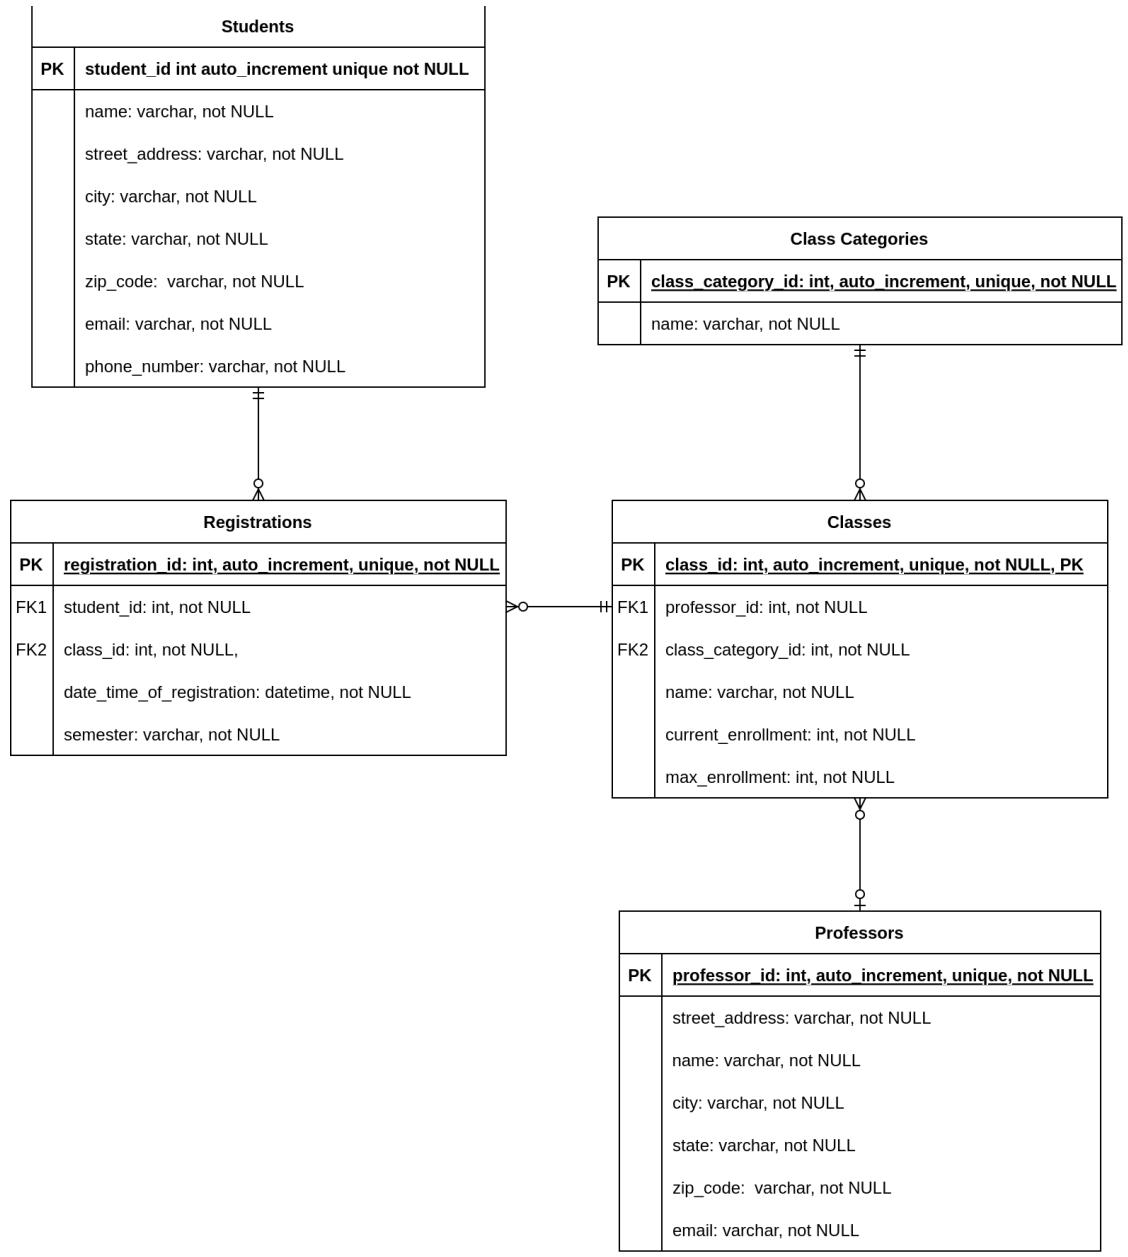 Students
PK student_id int auto_increment unique not NULL
name: varchar, not NULL
street_address: varchar, not NULL
city: varchar, not NULL
state: varchar, not NULL
zip_code:  varchar, not NULL
email: varchar, not NULL
phone_number: varchar, not NULL
Class Categories
PK class_category_id: int, auto_increment, unique, not NULL
name: varchar, not NULL
Registrations
PK registration_id: int, auto_increment, unique, not NULL
FK1 student_id: int, not NULL
FK2 class_id: int, not NULL,
date_time_of_registration: datetime, not NULL
semester: varchar, not NULL
Classes
PK class_id: int, auto_increment, unique, not NULL, PK
FK1 professor_id: int, not NULL
FK2 class_category_id: int, not NULL
name: varchar, not NULL
current_enrollment: int, not NULL
max_enrollment: int, not NULL
Professors
PK professor_id: int, auto_increment, unique, not NULL
street_address: varchar, not NULL
name: varchar, not NULL
city: varchar, not NULL
state: varchar, not NULL
zip_code:  varchar, not NULL
email: varchar, not NULL